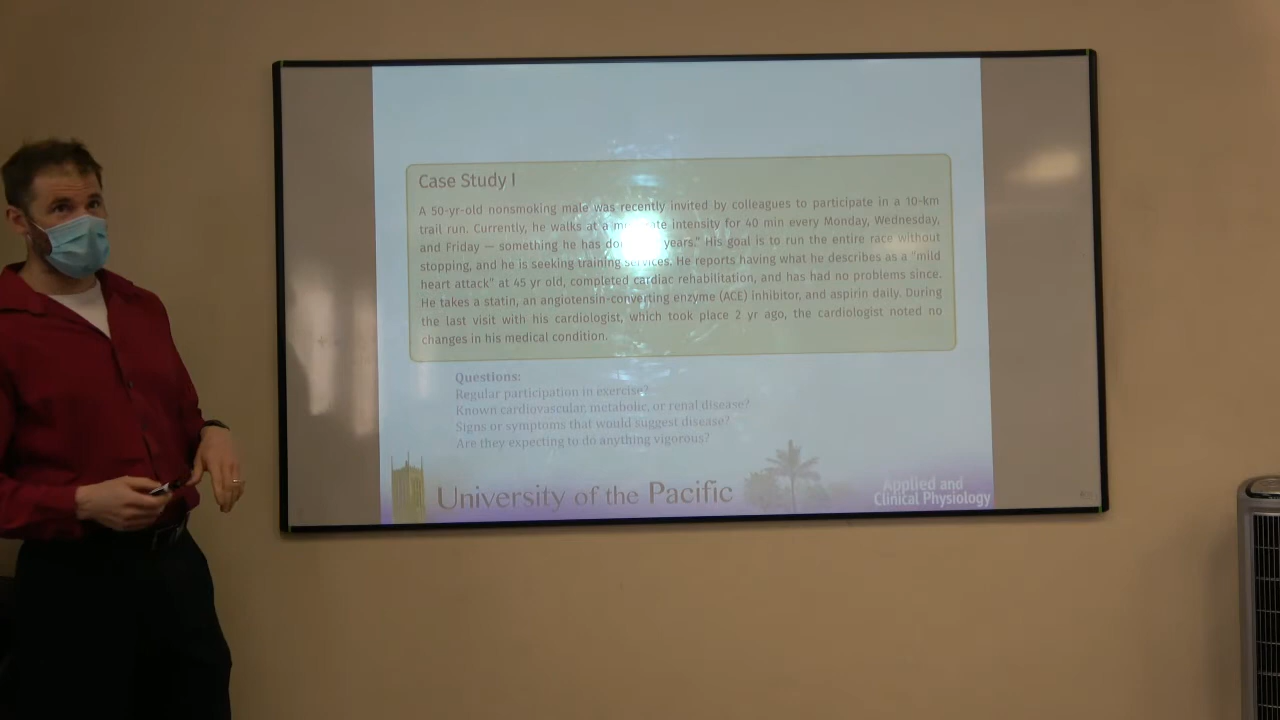 Case Study I
A 50-yr-old nonsmoking male was recently invited by colleagues to participate in a 10-km
trail run. Currently, he walks at a intensity for 40 min every Monday, Wednesday,
and Friday — something he has years." His goal is to run the entire race without
stopping, and he is seeking training services. He reports having what he describes as a "mild
heart attack" at 45 yr old, completed cardiac rehabilitation, and has had no problems since.
He takes a statin, an angiotensin-converting enzyme (ACE) inhibitor, and aspirin daily. During
the last visit with his cardiologist, which took place 2 yr ago, the cardiologist noted no
changes in his medical condition.
Questions:
Regular participation in exercise?
Known cardiovascular, metabolic, or renal disease?
Signs or symptoms that would suggest disease?
Are they expecting to do anything vigorous?
University of the Pacific
Applied and
Clinical Physiology